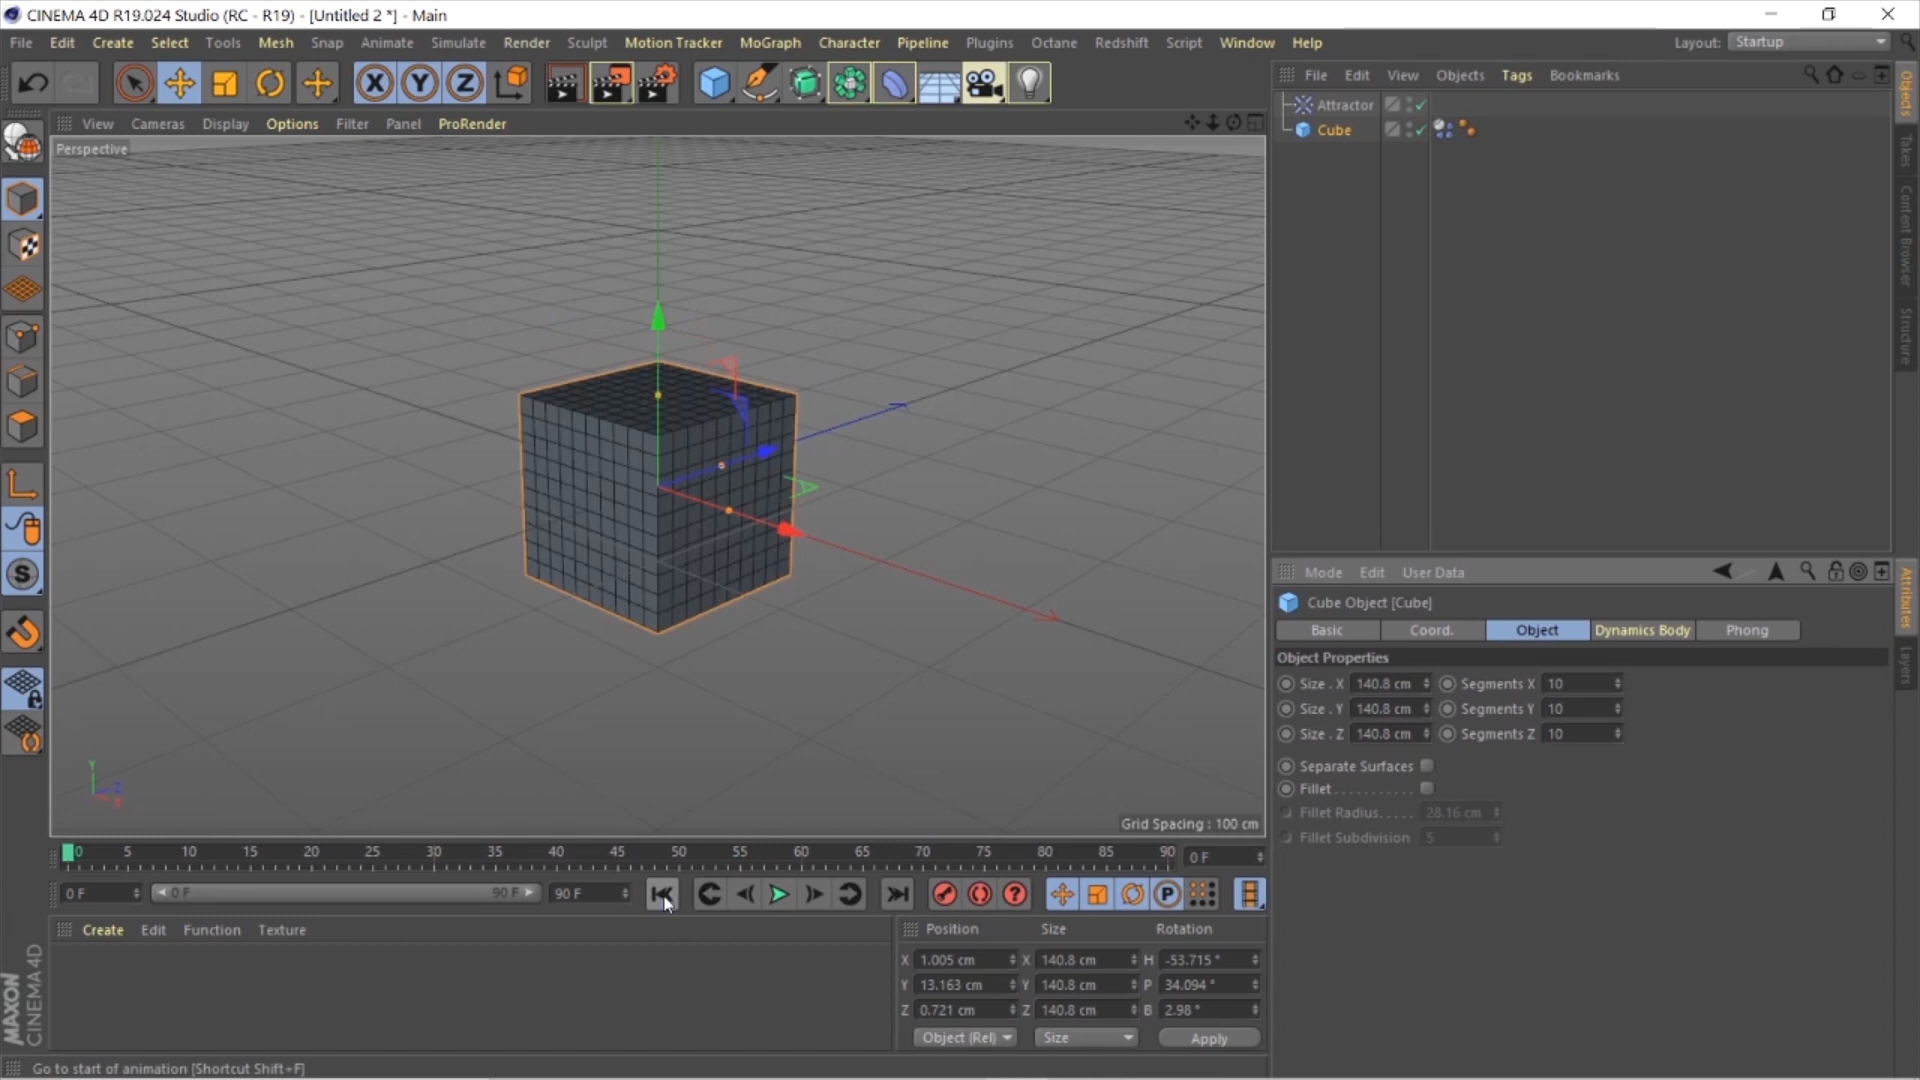 CINEMA 4D R19.024 Studio (RC - R19) - [Untitled 2 *] - Main
File Edit Create Select Tools Mesh Snap Animate Simulate Render Sculpt Motion Tracker MoGraph Character Pipeline Plugins Octane Redshift Script Window Help Layout: Startup
X Y Z
File Edit View Objects Tags Bookmarks
Attractor
Cube
Objects
Takes
Content Browser
Structure
View Cameras Display Options Filter Panel ProRender
Perspective
S
Y
Z
X
Grid Spacing : 100 cm
Mode Edit User Data
Cube Object [Cube]
Basic Coord. Object Dynamics Body Phong
Object Properties
Size . X 140.8 cm Segments X 10
Size . Y 140.8 cm Segments Y 10
Size . Z 140.8 cm Segments Z 10
Separate Surfaces
Fillet . . . . . . . . . . .
Fillet Radius. . . . . 28.16 cm
Fillet Subdivision 5
Attributes
Layers
0 5 10 15 20 25 30 35 40 45 50 55 60 65 70 75 80 85 90 0 F
0 F 0 F 90 F 90 F ? P
Create Edit Function Texture
Position Size Rotation
X 1.005 cm X 140.8 cm H -53.715 °
Y 13.163 cm Y 140.8 cm P 34.094 °
Z 0.721 cm Z 140.8 cm B 2.98 °
Object (Rel) Size Apply
MAXON
CINEMA 4D
Go to start of animation [Shortcut Shift+F]